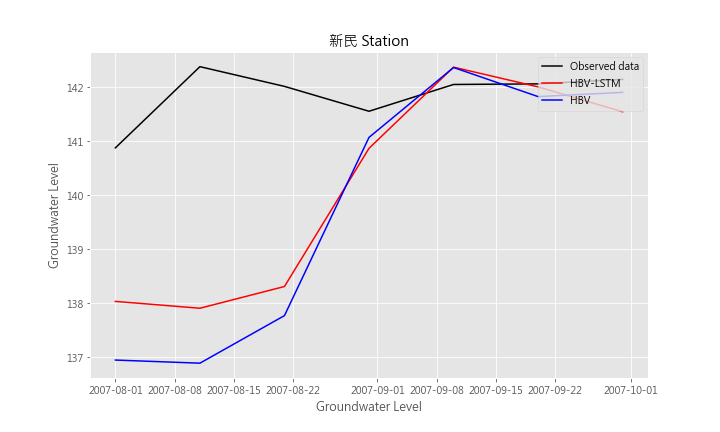 新民 Station
Observed data
HBV-LSTM
HBV
Groundwater Level
142
141
140
139
138
137
2007-08-01 2007-08-08 2007-08-15 2007-08-22 2007-09-01 2007-09-08 2007-09-15 2007-09-22 2007-10-01
Groundwater Level